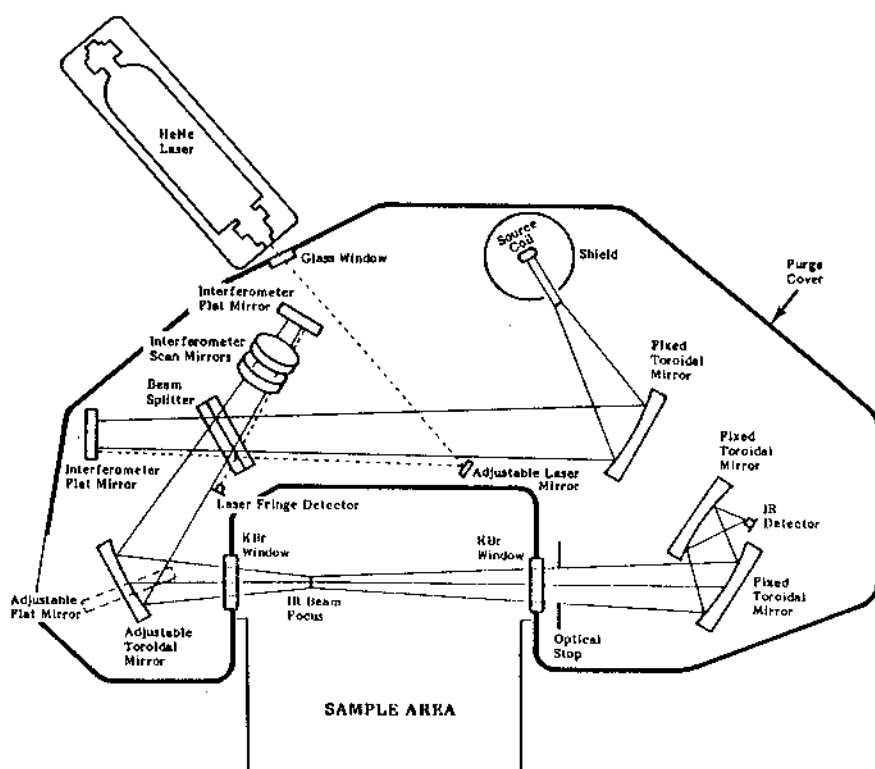 HeNe
Laser
Glass Window
Source
Coil
Shield
Purge
Cover
Interferometer
Flat Mirror
Interferometer
Scan Mirrors
Beam
Splitter
Fixed
Toroidal
Mirror
Interferometer
Flat Mirror
Adjustable Laser
Mirror
Fixed
Toroidal
Mirror
Laser Fringe Detector
IR
Detector
KBr
Window
KBr
Window
Adjustable
Flat Mirror
IR Beam
Focus
Fixed
Toroidal
Mirror
Adjustable
Toroidal
Mirror
Optical
Stop
SAMPLE AREA